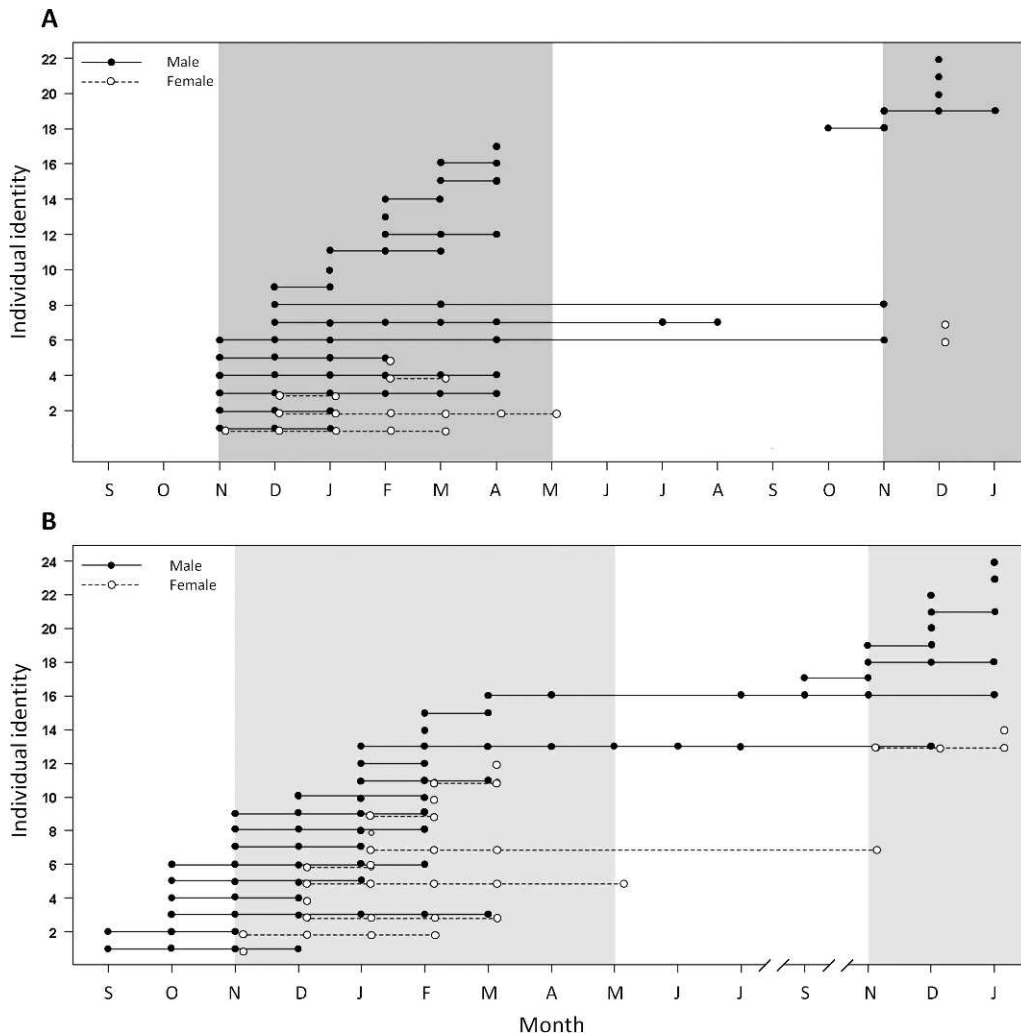 A
Male
Female
22
20
18
16
14
12
10
8
6
4
2
Individual identity
S O N D J F M A M J J A S O N D J
B
Male
Female
24
22
20
18
16
14
12
10
8
6
4
2
Individual identity
S O N D J F M A M J J S N D J
Month